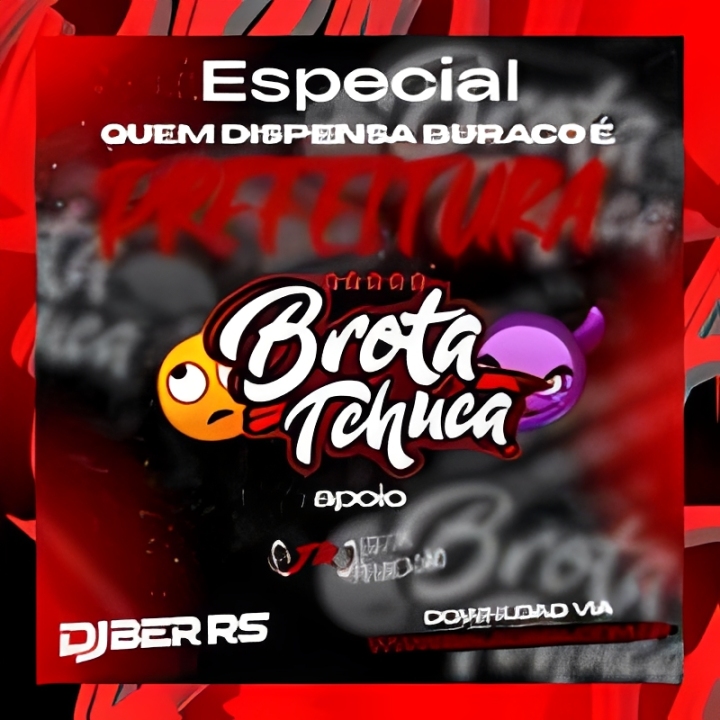 Especial
QUEM DISPENSA BURACO É
PREFEITURA
Brota
Tchuca
apoio
DJ BER RS
DOWNLOAD VIA